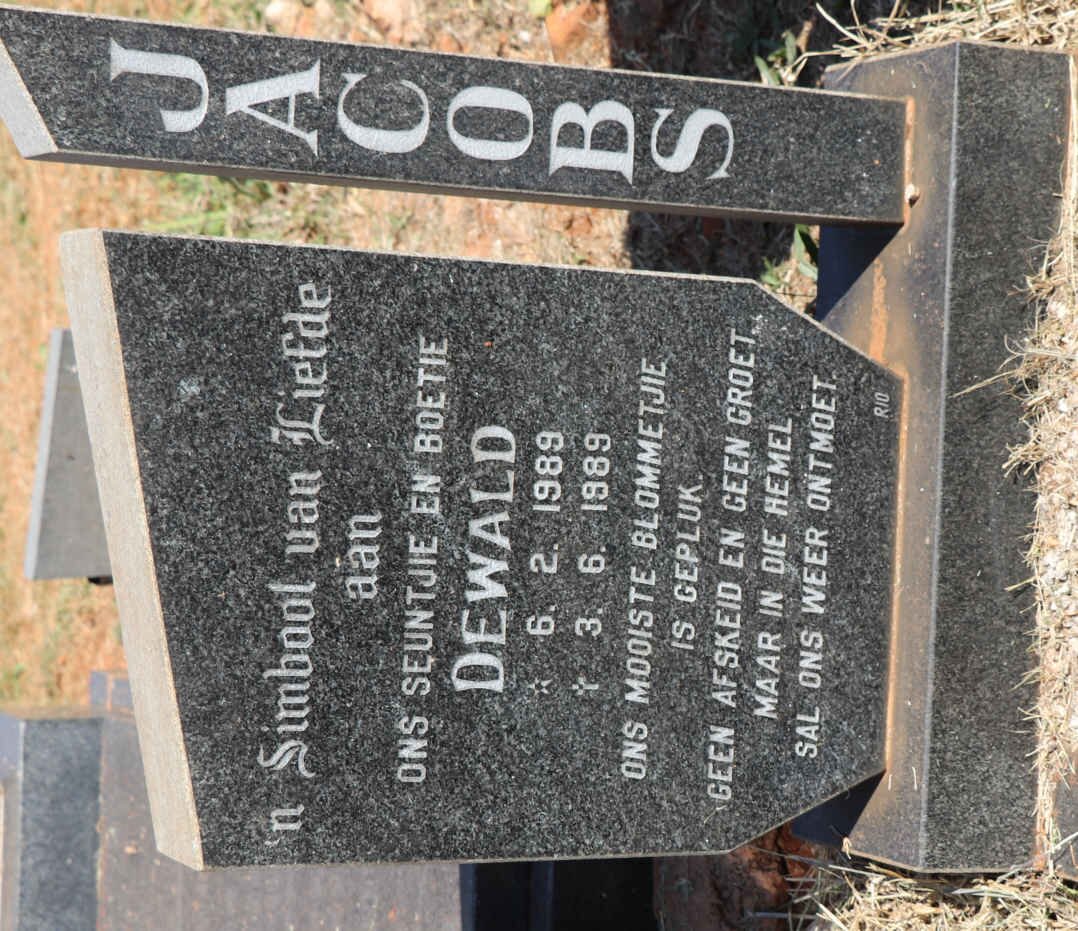 JACOBS
'n Simbool van Liefde
aan
ONS SEUNTJIE EN BOETIE
DEWALD
☆ 6. 2. 1989
† 3. 6. 1989
ONS MOOISTE BLOMMETJIE
IS GEPLUK.
GEEN AFSKEID EN GEEN GROET,
MAAR IN DIE HEMEL
SAL ONS WEER ONTMOET.
RIO